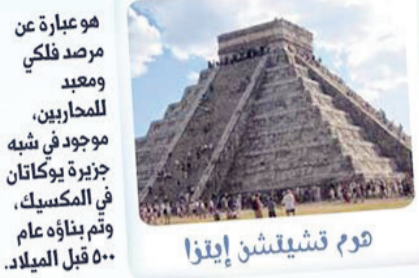 هو عبارة عن
مرصد فلكي
ومعبد
للمحاربين،
موجود في شبه
جزيرة يوكاتان
في المكسيك،
وتم بناؤه عام
٥٠٠ قبل الميلاد.
هرم تشيتشن إيتزا